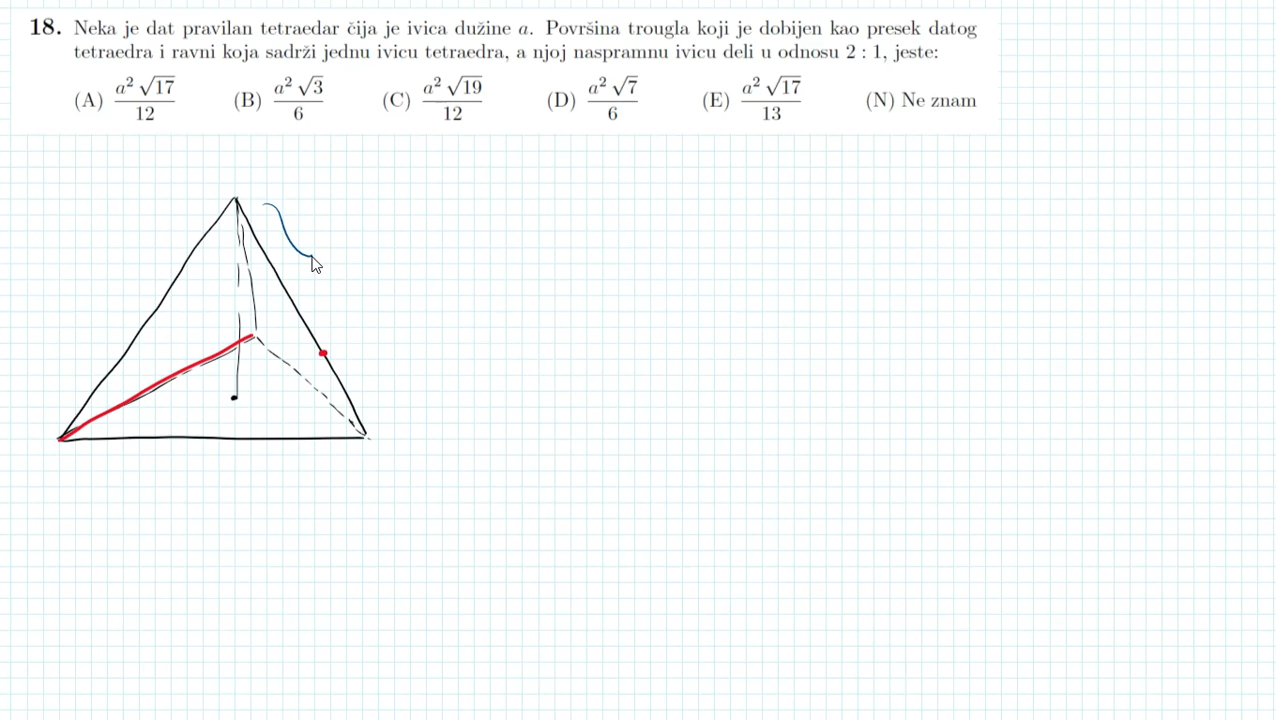 18. Neka je dat pravilan tetraedar čija je ivica dužine a. Površina trougla koji je dobijen kao presek datog
tetraedra i ravni koja sadrži jednu ivicu tetraedra, a njoj naspramnu ivicu deli u odnosu 2 : 1, jeste:
(A) a²√17/12 (B) a²√3/6 (C) a²√19/12 (D) a²√7/6 (E) a²√17/13 (N) Ne znam